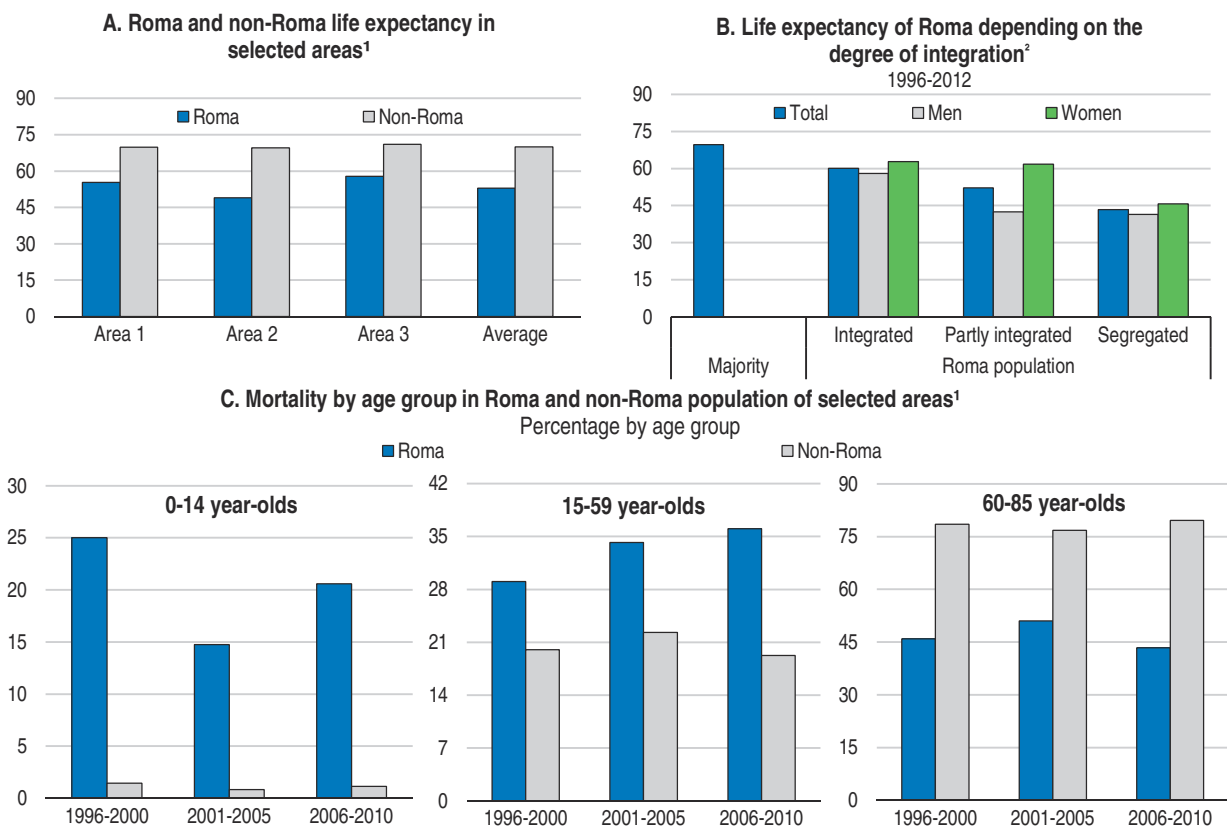 A. Roma and non-Roma life expectancy in
selected areas¹
90
75
60
45
30
15
0
Roma
Non-Roma
Area 1
Area 2
Area 3
Average
B. Life expectancy of Roma depending on the
degree of integration²
1996-2012
90
75
60
45
30
15
0
Total
Men
Women
Integrated
Partly integrated
Segregated
Majority
Roma population
C. Mortality by age group in Roma and non-Roma population of selected areas¹
Percentage by age group
Roma
Non-Roma
30
25
20
15
10
5
0
0-14 year-olds
1996-2000
2001-2005
2006-2010
42
35
28
21
14
7
0
15-59 year-olds
1996-2000
2001-2005
2006-2010
90
75
60
45
30
15
0
60-85 year-olds
1996-2000
2001-2005
2006-2010